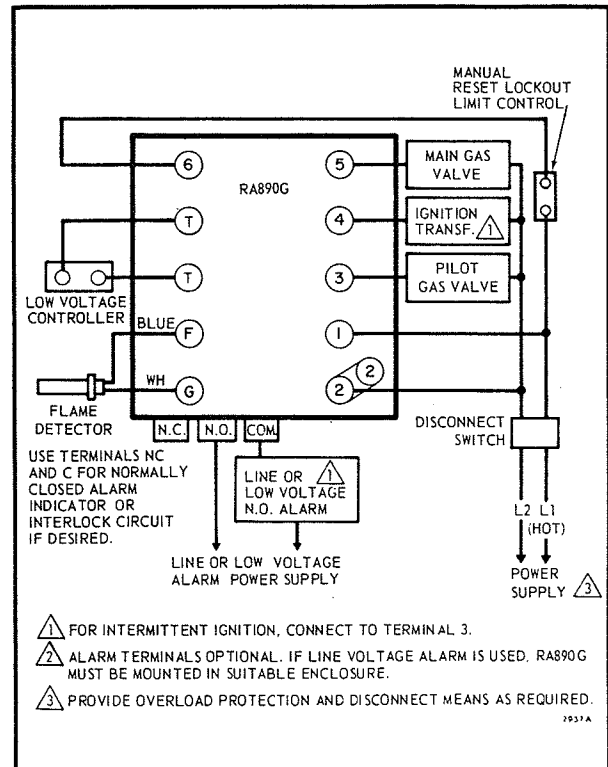 MANUAL
RESET LOCKOUT
LIMIT CONTROL
6
5
MAIN GAS
VALVE
RA890G
T
4
IGNITION
TRANSF. 1
T
3
PILOT
GAS VALVE
LOW VOLTAGE
CONTROLLER
BLUE
F
1
WH
G
2
2
FLAME
DETECTOR
N.C.
N.O.
COM.
DISCONNECT
SWITCH
USE TERMINALS NC
AND C FOR NORMALLY
CLOSED ALARM
INDICATOR OR
INTERLOCK CIRCUIT
IF DESIRED.
LINE OR 1
LOW VOLTAGE
N.O. ALARM
L2 L1
(HOT)
LINE OR LOW VOLTAGE
ALARM POWER SUPPLY
POWER
SUPPLY 3
1 FOR INTERMITTENT IGNITION, CONNECT TO TERMINAL 3.
2 ALARM TERMINALS OPTIONAL. IF LINE VOLTAGE ALARM IS USED, RA890G
MUST BE MOUNTED IN SUITABLE ENCLOSURE.
3 PROVIDE OVERLOAD PROTECTION AND DISCONNECT MEANS AS REQUIRED.
2937A